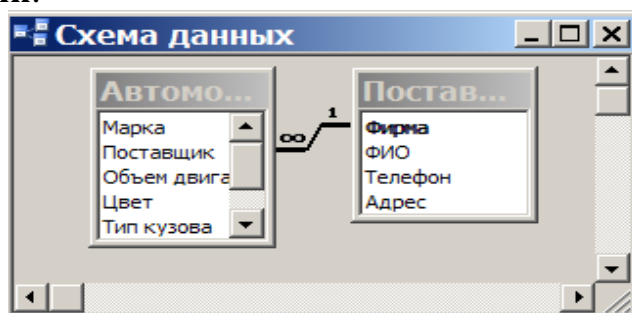 Схема данных
Автомо...
Марка
Поставщик
Объем двига
Цвет
Тип кузова
∞
1
Постав...
Фирма
ФИО
Телефон
Адрес